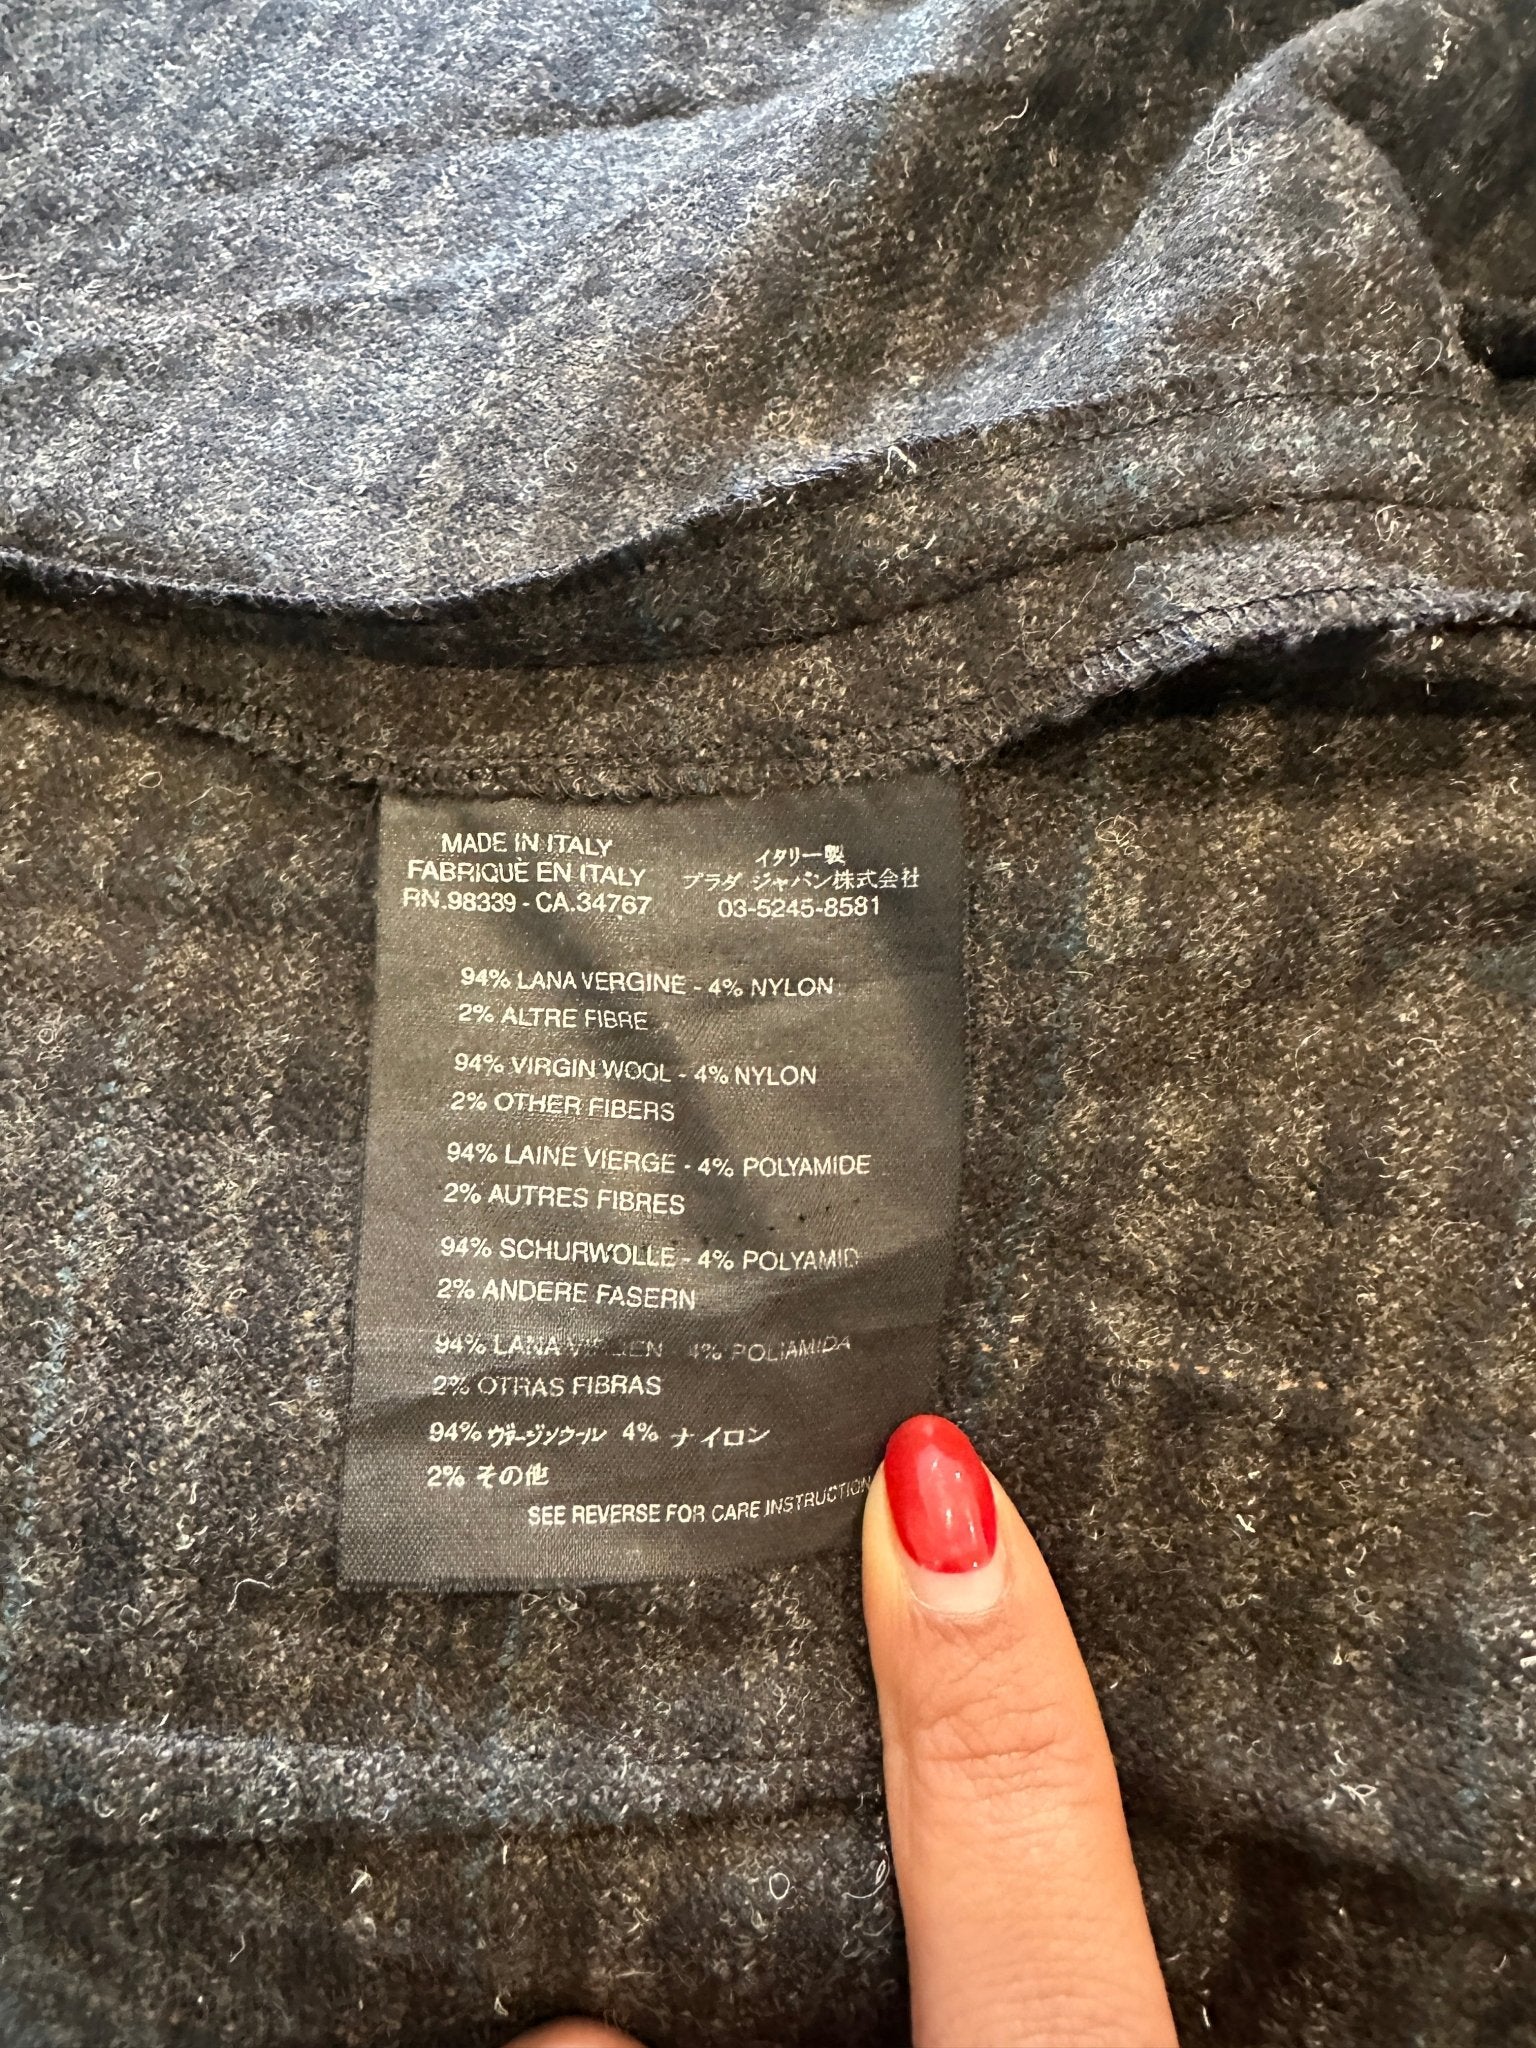 MADE IN ITALY
FABRIQUÈ EN ITALY
RN.98339 - CA.34767
イタリー製
プラダ ジャパン株式会社
03-5245-8581
94% LANA VERGINE - 4% NYLON
2% ALTRE FIBRE
94% VIRGIN WOOL - 4% NYLON
2% OTHER FIBERS
94% LAINE VIERGE - 4% POLYAMIDE
2% AUTRES FIBRES
94% SCHURWOLLE - 4% POLYAMID
2% ANDERE FASERN
94% LANA VIRGEN 4% POLIAMIDA
2% OTRAS FIBRAS
94% ヴァージンウール 4% ナイロン
2% その他
SEE REVERSE FOR CARE INSTRUCTION